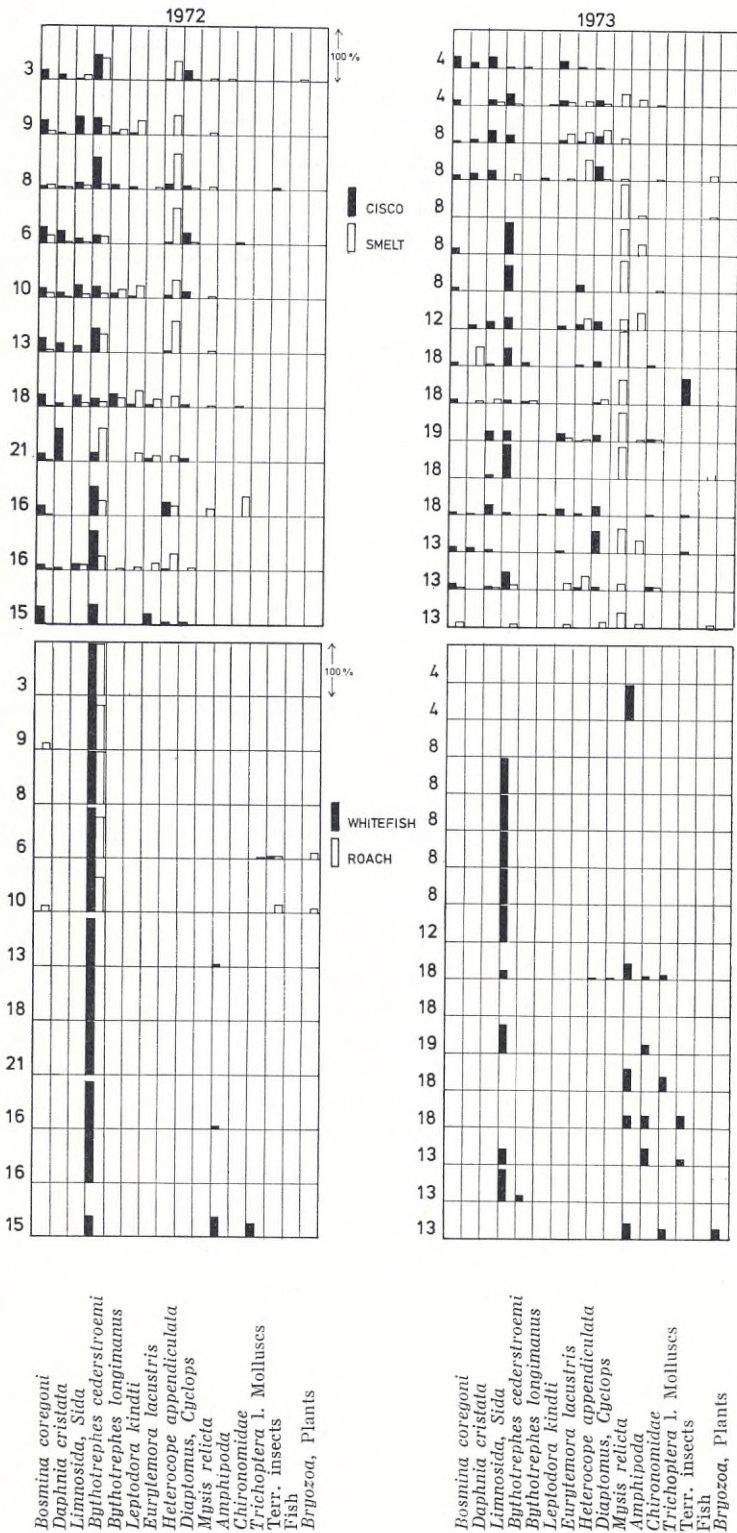 1972
100%
3
9
8
6
10
13
18
21
16
16
15
CISCO
SMELT
1973
4
4
8
8
8
8
8
12
18
18
19
18
18
13
13
13
100%
3
9
8
6
10
13
18
21
16
16
15
WHITEFISH
ROACH
4
4
8
8
8
8
8
12
18
18
19
18
18
13
13
13
Bosmina coregoni
Daphnia cristata
Limnosida, Sida
Bythotrephes cederstroemi
Bythotrephes longimanus
Leptodora kindti
Eurytemora lacustris
Heterocope appendiculata
Diaptomus, Cyclops
Mysis relicta
Amphipoda
Chironomidae
Trichoptera l. Molluscs
Terr. insects
Fish
Bryozoa, Plants
Bosmina coregoni
Daphnia cristata
Limnosida, Sida
Bythotrephes cederstroemi
Bythotrephes longimanus
Leptodora kindti
Eurytemora lacustris
Heterocope appendiculata
Diaptomus, Cyclops
Mysis relicta
Amphipoda
Chironomidae
Trichoptera l. Molluscs
Terr. insects
Fish
Bryozoa, Plants